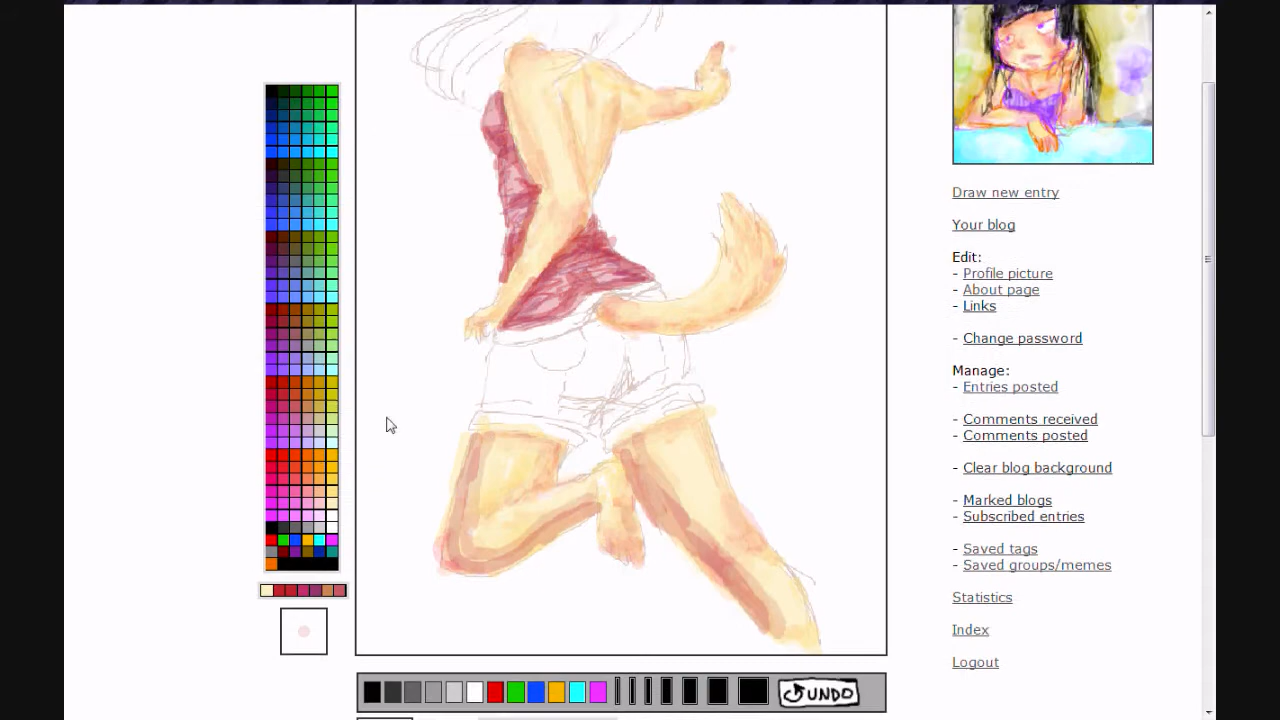 Draw new entry
Your blog
Edit:
- Profile picture
- About page
- Links
- Change password
Manage:
- Entries posted
- Comments received
- Comments posted
- Clear blog background
- Marked blogs
- Subscribed entries
- Saved tags
- Saved groups/memes
Statistics
Index
Logout
UNDO